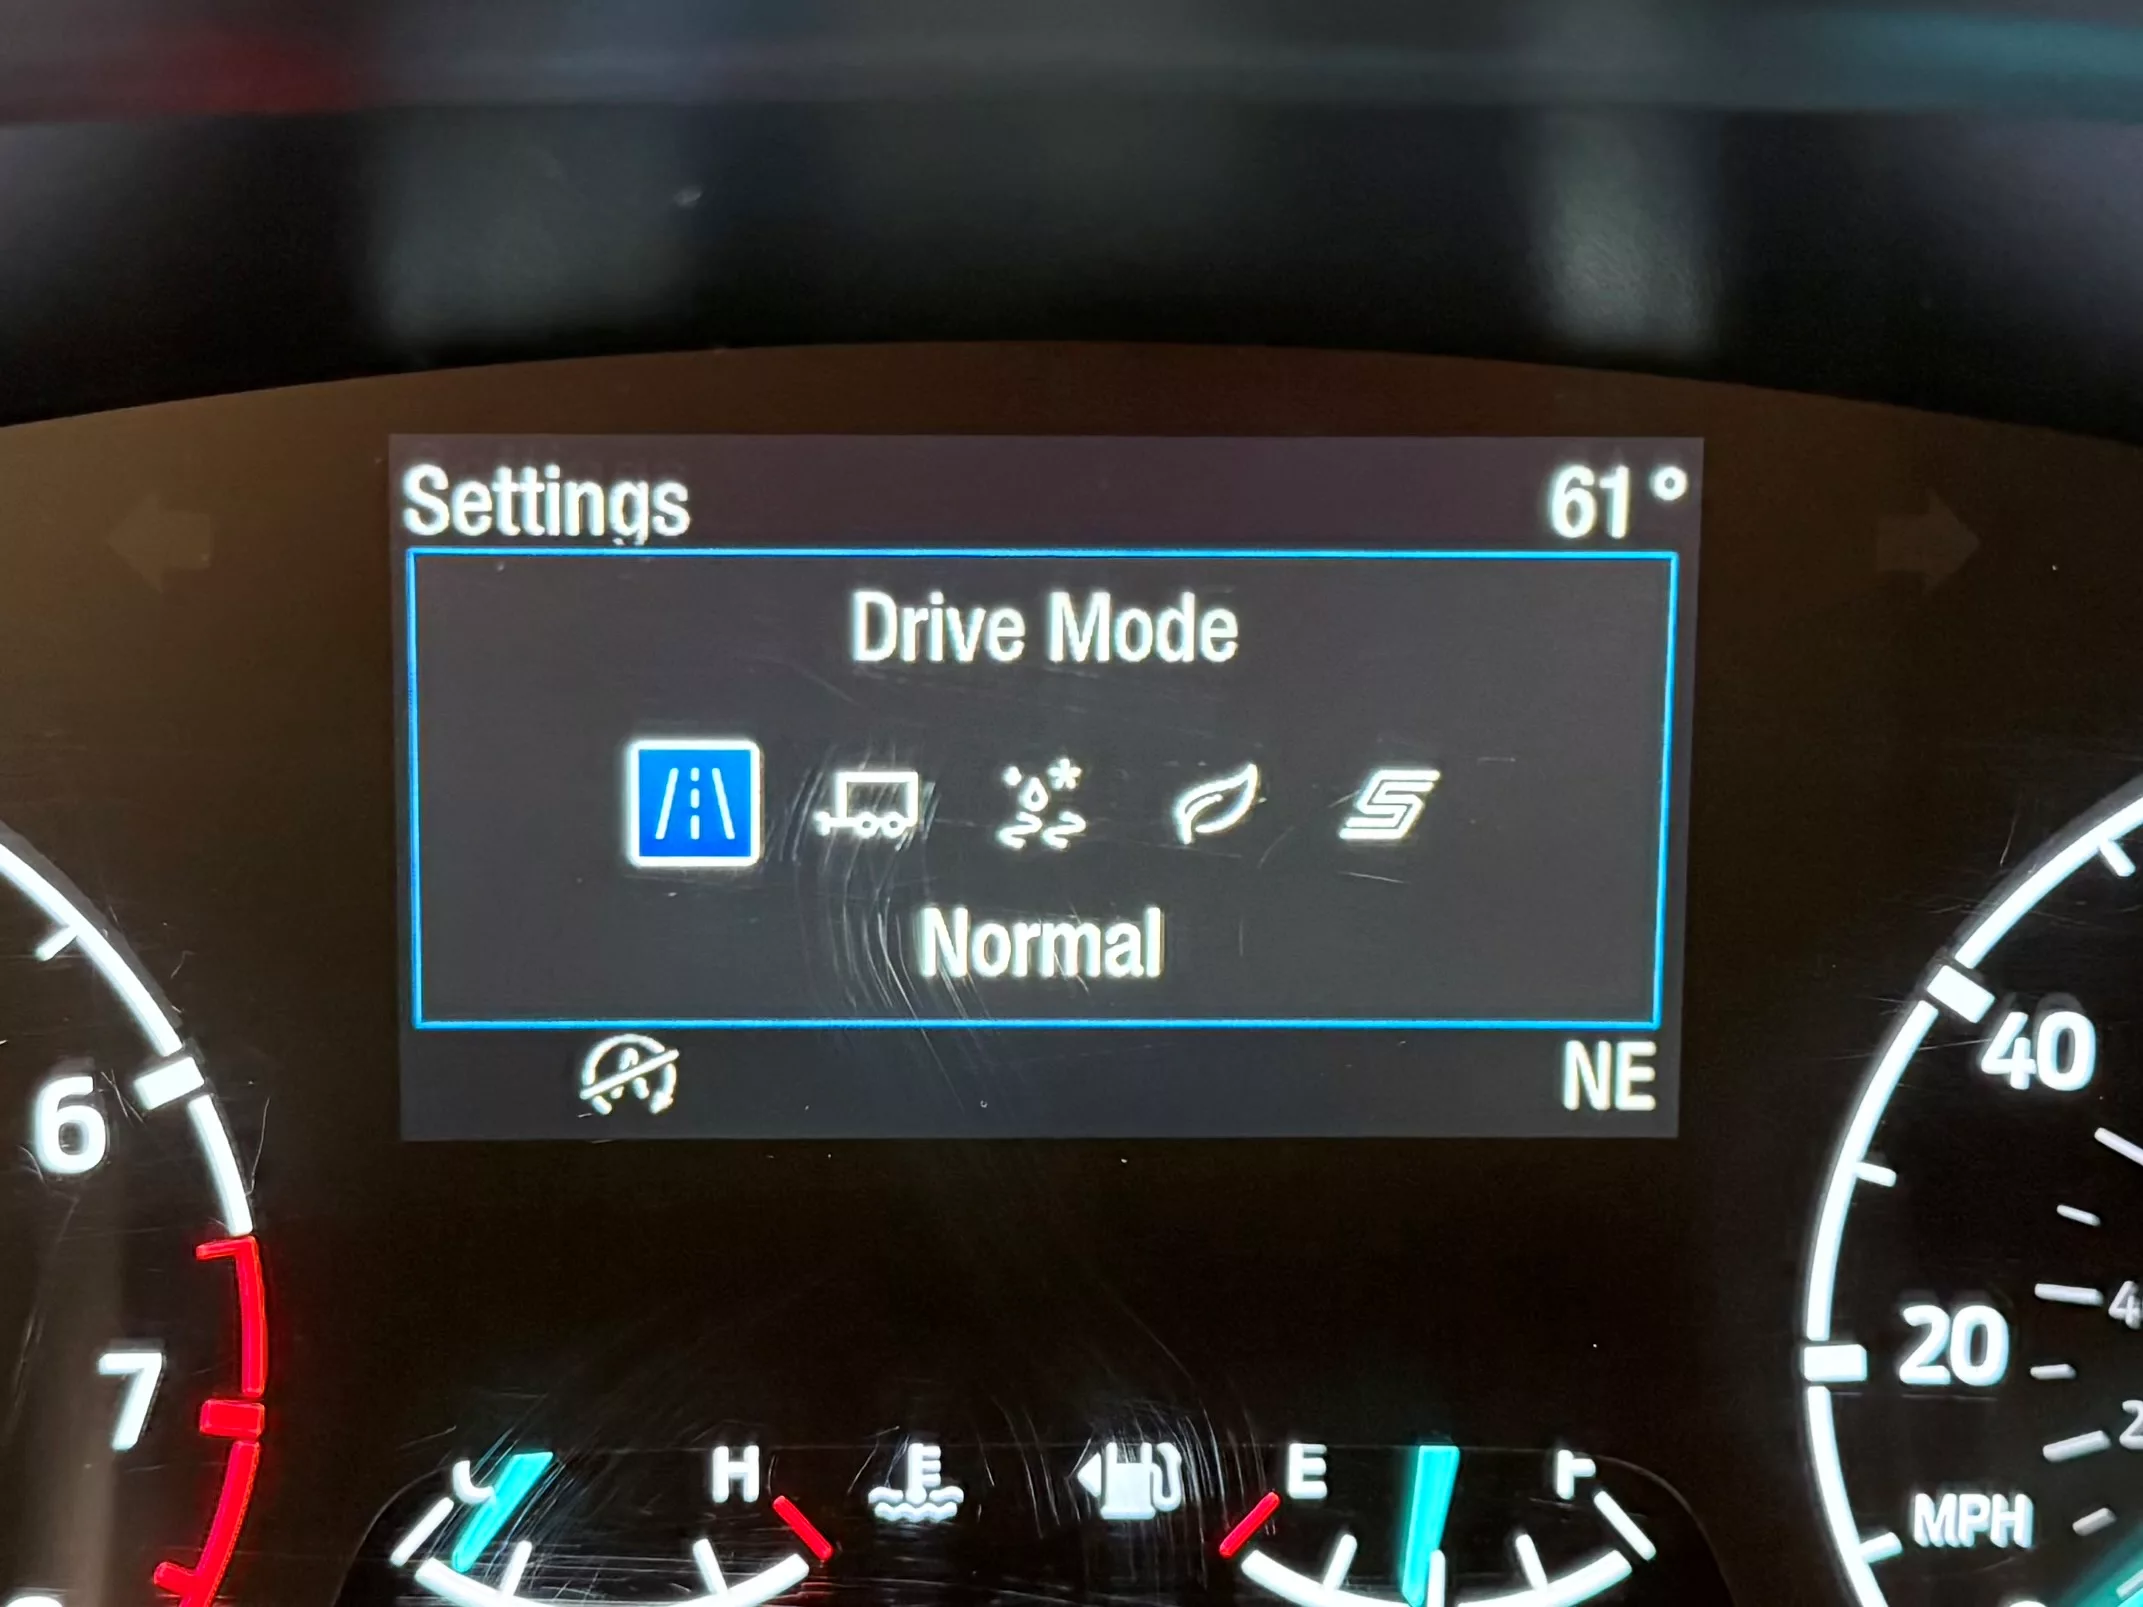 Settings 61°
Drive Mode
Normal
NE
6
7
40
20
MPH
C H E F